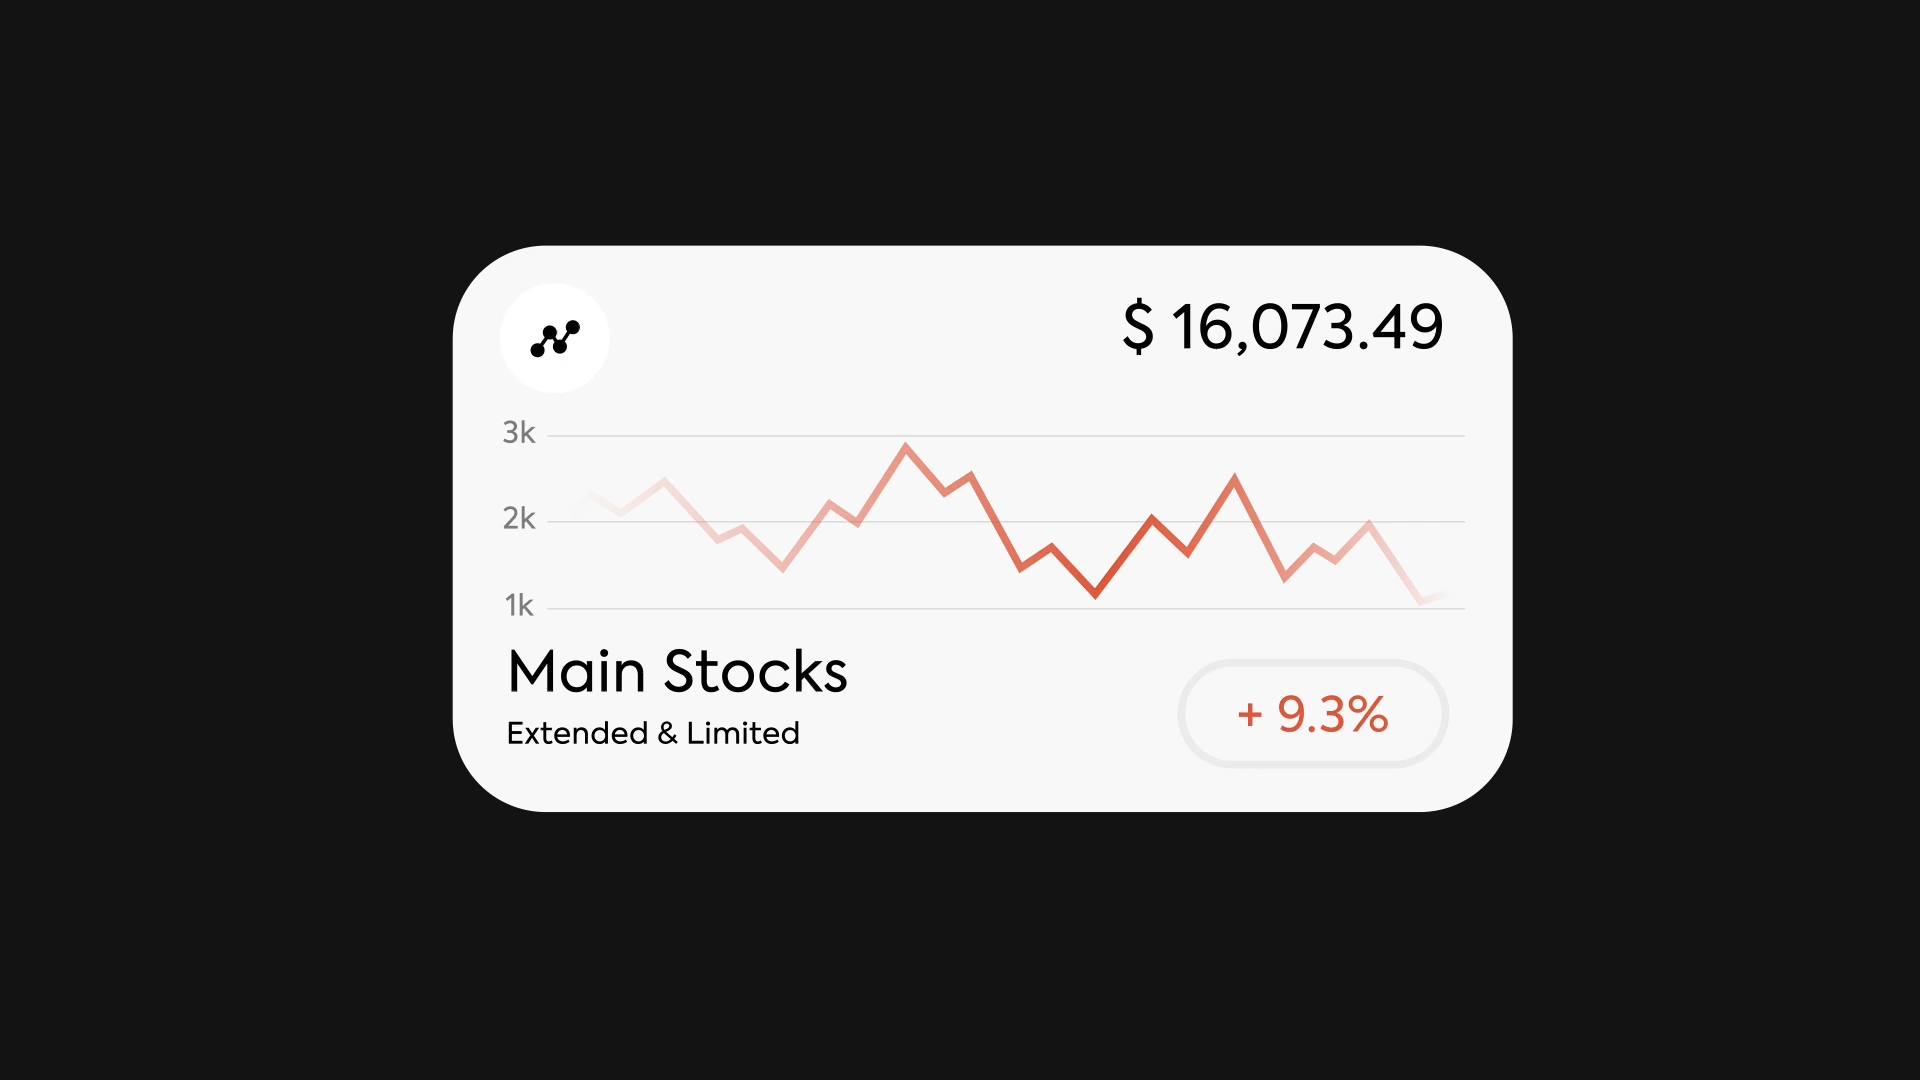 $ 16,073.49
3k
2k
1k
Main Stocks
Extended & Limited
+ 9.3%